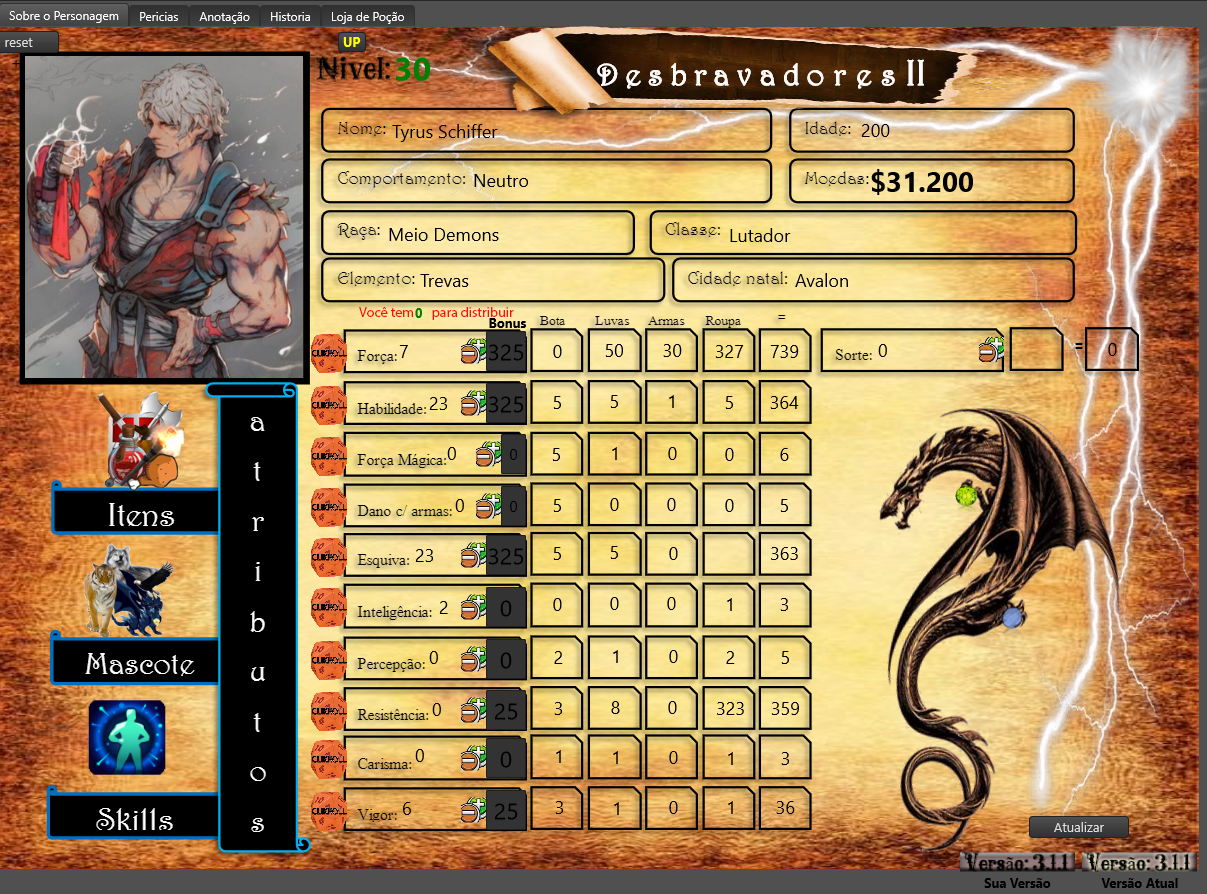 Sobre o Personagem Pericias Anotação Historia Loja de Poção
reset
UP
Nivel: 30
Desbravadores II
Nome: Tyrus Schiffer Idade: 200
Comportamento: Neutro Moedas: $31.200
Raça: Meio Demons Classe: Lutador
Elemento: Trevas Cidade natal: Avalon
Você tem 0 para distribuir
Bonus Bota Luvas Armas Roupa =
Força: 7 325 0 50 30 327 739 Sorte: 0 = 0
Habilidade: 23 325 5 5 1 5 364
Força Mágica: 0 0 5 1 0 0 6
Dano c/ armas: 0 0 5 0 0 0 5
Esquiva: 23 325 5 5 0 363
Inteligência: 2 0 0 0 0 1 3
Percepção: 0 0 2 1 0 2 5
Resistência: 0 25 3 8 0 323 359
Carisma: 0 0 1 1 0 1 3
Vigor: 6 25 3 1 0 1 36
atributos
Itens
Mascote
Skills
Atualizar
Versão: 3.1.1 Versão: 3.1.1
Sua Versão Versão Atual